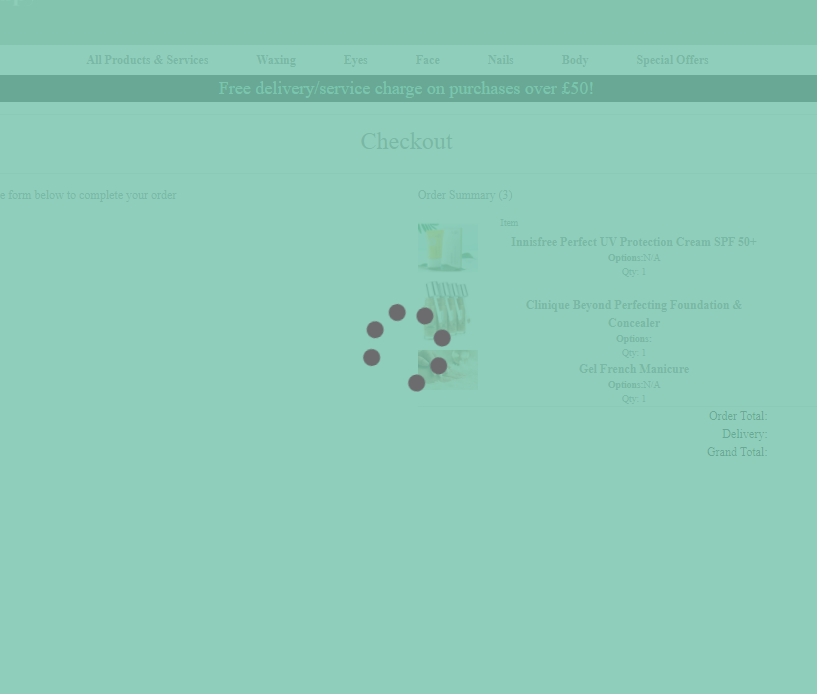 All Products & Services Waxing Eyes Face Nails Body Special Offers
Free delivery/service charge on purchases over £50!
Checkout
e form below to complete your order
Order Summary (3)
Item
Innisfree Perfect UV Protection Cream SPF 50+
Options:N/A
Qty: 1
Clinique Beyond Perfecting Foundation &
Concealer
Options:
Qty: 1
Gel French Manicure
Options:N/A
Qty: 1
Order Total:
Delivery:
Grand Total: